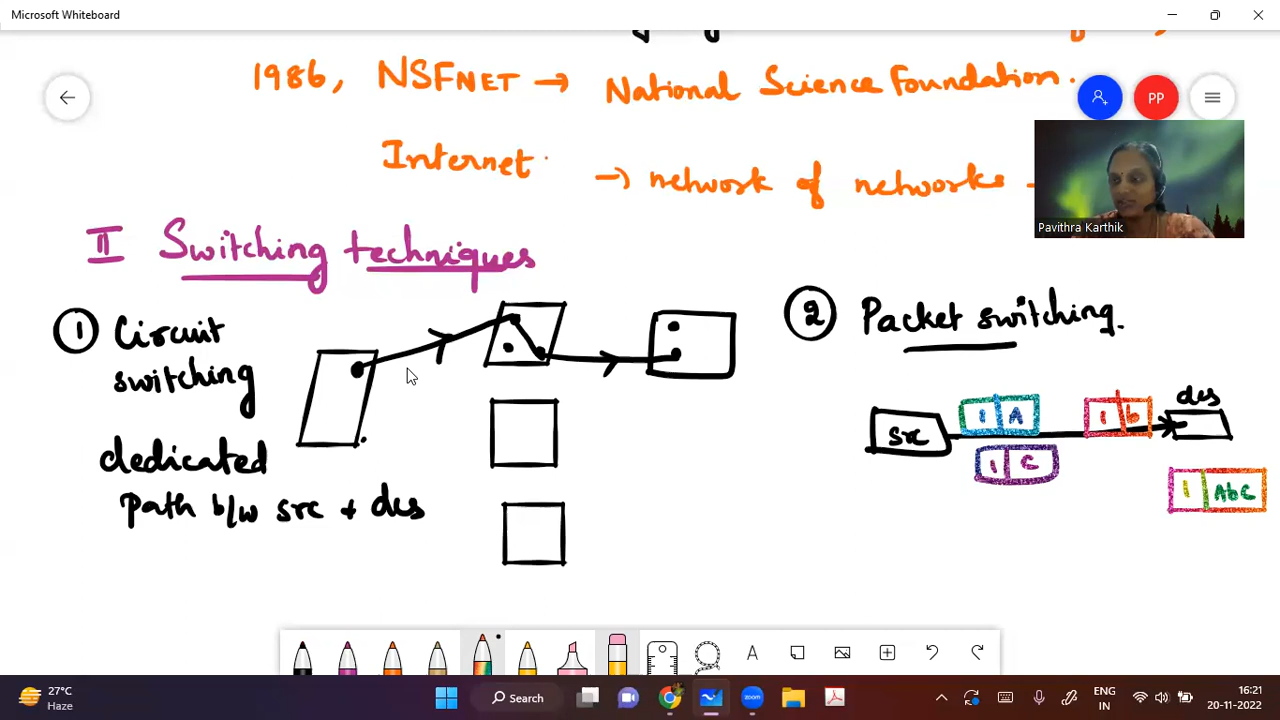 Microsoft Whiteboard
1986, NSFNET → National Science Foundation.
PP
Internet. → network of networks -
Pavithra Karthik
II Switching techniques
① Circuit
switching
dedicated
path b/w src + des
② Packet switching.
des
src
1 A
1 b
1 C
1 AbC
A
27°C
Haze
Search
zoom
ENG
IN
16:21
20-11-2022